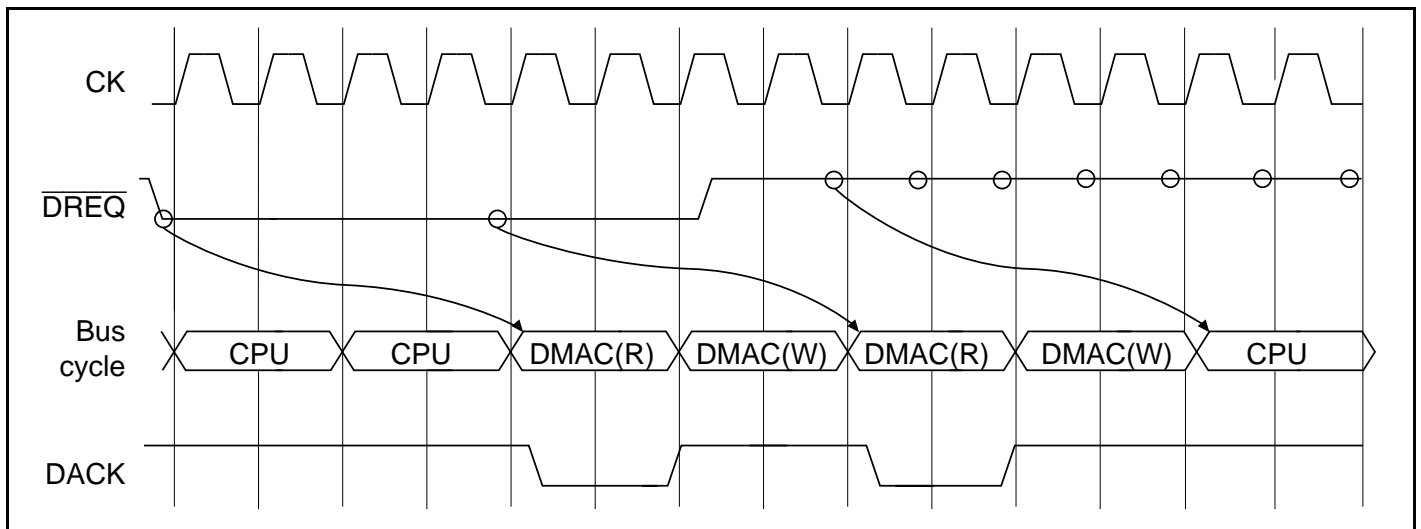 CK
DREQ
Bus
cycle
CPU
CPU
DMAC(R)
DMAC(W)
DMAC(R)
DMAC(W)
CPU
DACK